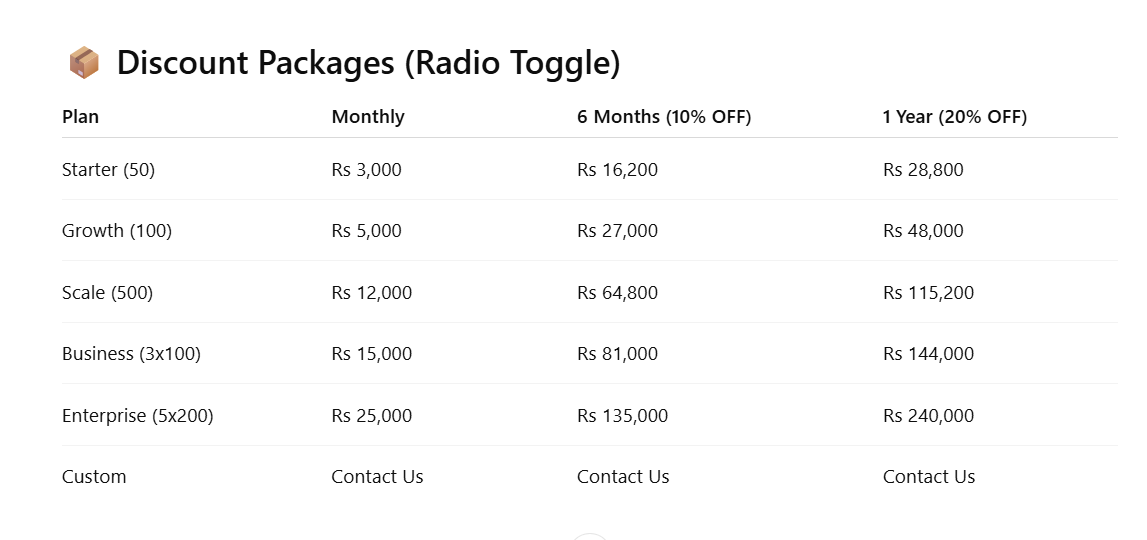 📦 Discount Packages (Radio Toggle)
Plan Monthly 6 Months (10% OFF) 1 Year (20% OFF)
Starter (50) Rs 3,000 Rs 16,200 Rs 28,800
Growth (100) Rs 5,000 Rs 27,000 Rs 48,000
Scale (500) Rs 12,000 Rs 64,800 Rs 115,200
Business (3x100) Rs 15,000 Rs 81,000 Rs 144,000
Enterprise (5x200) Rs 25,000 Rs 135,000 Rs 240,000
Custom Contact Us Contact Us Contact Us